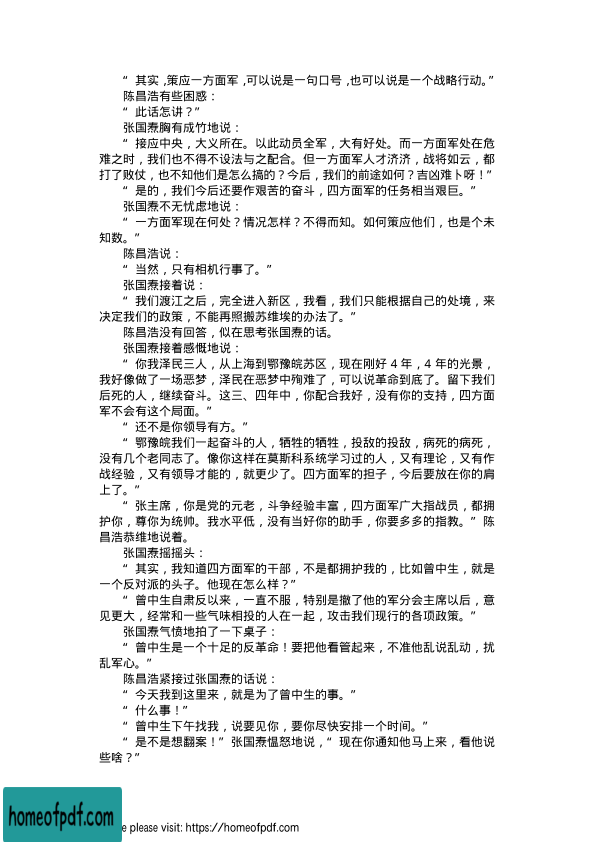 “ 其实，策应一方面军，可以说是一句口号，也可以说是一个战略行动。”
陈昌浩有些困惑：
“ 此话怎讲？”
张国焘胸有成竹地说：
“ 接应中央，大义所在。以此动员全军，大有好处。而一方面军处在危
难之时，我们也不得不设法与之配合。但一方面军人才济济，战将如云，都
打了败仗，也不知他们是怎么搞的？今后，我们的前途如何？吉凶难卜呀！”
“ 是的，我们今后还要作艰苦的奋斗，四方面军的任务相当艰巨。”
张国焘不无忧虑地说：
“ 一方面军现在何处？情况怎样？不得而知。如何策应他们，也是个未
知数。”
陈昌浩说：
“ 当然，只有相机行事了。”
张国焘接着说：
“ 我们渡江之后，完全进入新区，我看，我们只能根据自己的处境，来
决定我们的政策，不能再照搬苏维埃的办法了。”
陈昌浩没有回答，似在思考张国焘的话。
张国焘接着感慨地说：
“ 你我泽民三人，从上海到鄂豫皖苏区，现在刚好 4 年，4 年的光景，
我好像做了一场恶梦，泽民在恶梦中殉难了，可以说革命到底了。留下我们
后死的人，继续奋斗。这三、四年中，你配合我好，没有你的支持，四方面
军不会有这个局面。”
“ 还不是你领导有方。”
“ 鄂豫皖我们一起奋斗的人，牺牲的牺牲，投敌的投敌，病死的病死，
没有几个老同志了。像你这样在莫斯科系统学习过的人，又有理论，又有作
战经验，又有领导才能的，就更少了。四方面军的担子，今后要放在你的肩
上了。”
“ 张主席，你是党的元老，斗争经验丰富，四方面军广大指战员，都拥
护你，尊你为统帅。我水平低，没有当好你的助手，你要多多的指教。”陈
昌浩恭维地说着。
张国焘摇摇头：
“ 其实，我知道四方面军的干部，不是都拥护我的，比如曾中生，就是
一个反对派的头子。他现在怎么样？”
“ 曾中生自肃反以来，一直不服，特别是撤了他的军分会主席以后，意
见更大，经常和一些气味相投的人在一起，攻击我们现行的各项政策。”
张国焘气愤地拍了一下桌子：
“ 曾中生是一个十足的反革命！要把他看管起来，不准他乱说乱动，扰
乱军心。”
陈昌浩紧接过张国焘的话说：
“ 今天我到这里来，就是为了曾中生的事。”
“ 什么事！”
“ 曾中生下午找我，说要见你，要你尽快安排一个时间。”
“ 是不是想翻案！”张国焘愠怒地说，“ 现在你通知他马上来，看他说
些啥？”
homeofpdf.com
e please visit: https://homeofpdf.com